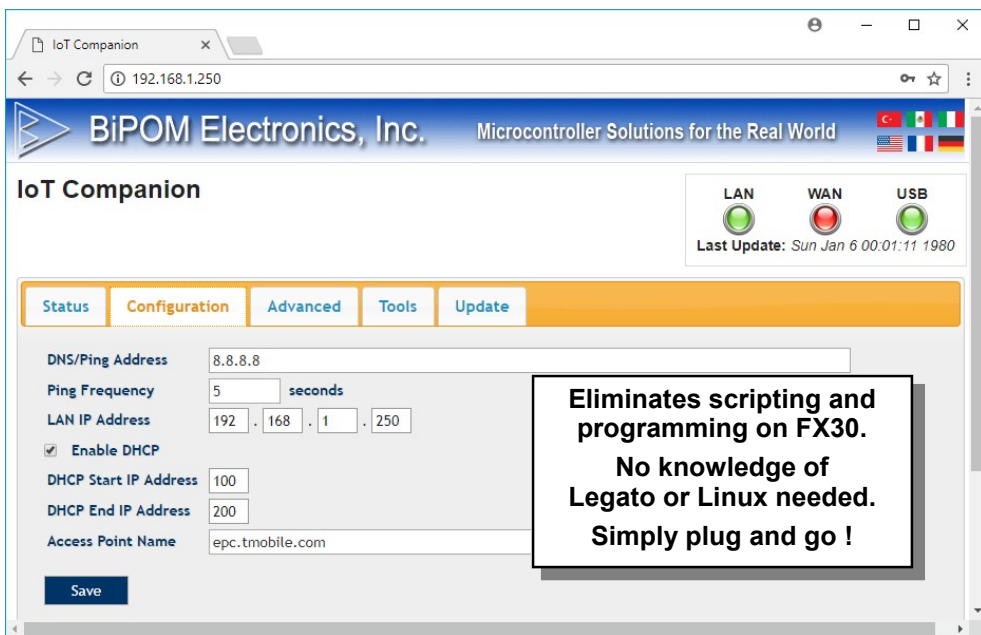 IoT Companion
192.168.1.250
BiPOM Electronics, Inc. Microcontroller Solutions for the Real World
IoT Companion
LAN WAN USB
Last Update: Sun Jan 6 00:01:11 1980
Status Configuration Advanced Tools Update
DNS/Ping Address 8.8.8.8
Ping Frequency 5 seconds
LAN IP Address 192 . 168 . 1 . 250
Enable DHCP
DHCP Start IP Address 100
DHCP End IP Address 200
Access Point Name epc.tmobile.com
Save
Eliminates scripting and
programming on FX30.
No knowledge of
Legato or Linux needed.
Simply plug and go !